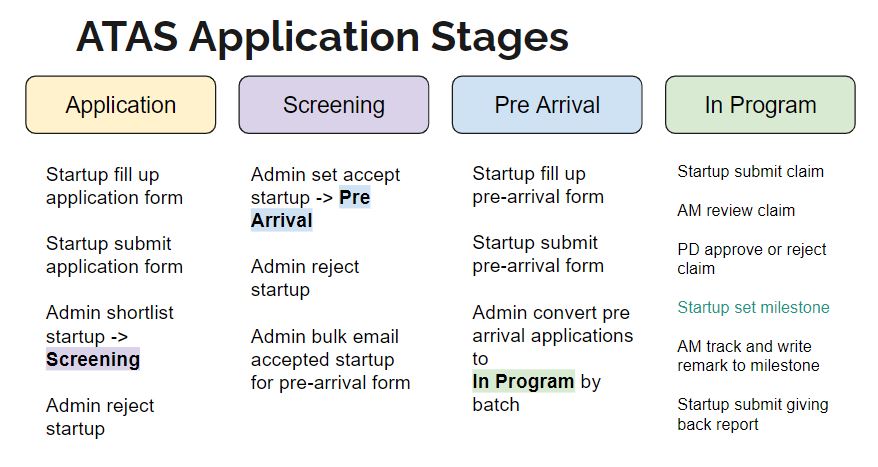 ATAS Application Stages
Application
Screening
Pre Arrival
In Program
Startup fill up
application form
Startup submit
application form
Admin shortlist
startup ->
Screening
Admin reject
startup
Admin set accept
startup -> Pre
Arrival
Admin reject
startup
Admin bulk email
accepted startup
for pre-arrival form
Startup fill up
pre-arrival form
Startup submit
pre-arrival form
Admin convert pre
arrival applications
to
In Program by
batch
Startup submit claim
AM review claim
PD approve or reject
claim
Startup set milestone
AM track and write
remark to milestone
Startup submit giving
back report